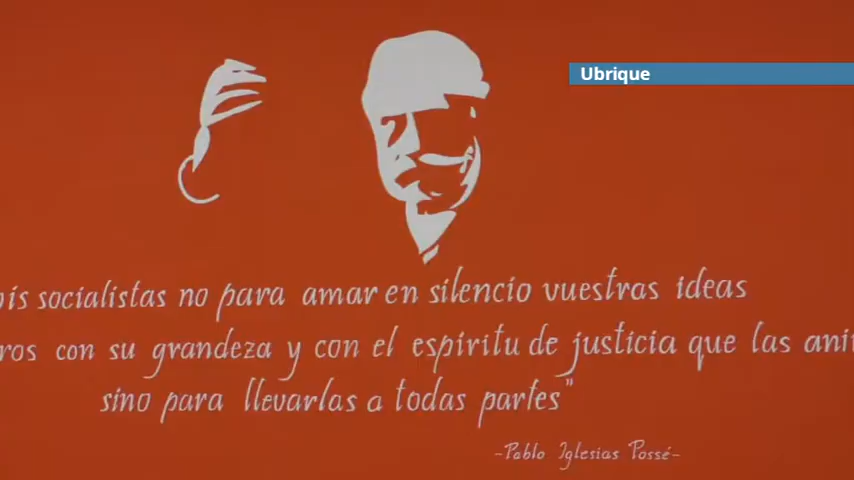 Ubrique
socialistas no para amar en silencio vuestras ideas
con su grandeza y con el espíritu de justicia que las
sino para llevarlas a todas partes"
-Pablo Iglesias Possé-